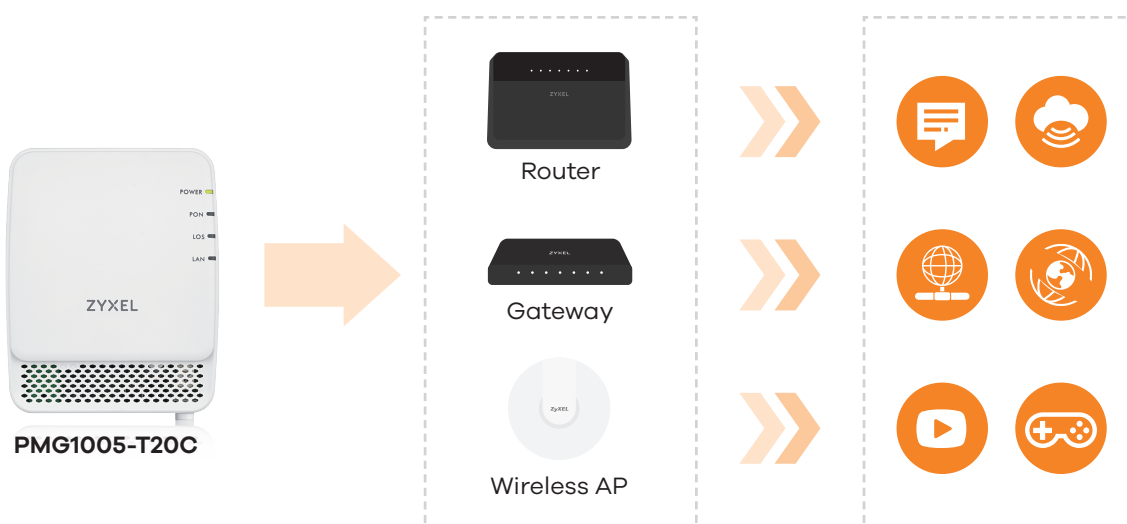 POWER
PON
LOS
LAN
ZYXEL
PMG1005-T20C
ZYXEL
Router
ZYXEL
Gateway
ZyXEL
Wireless AP